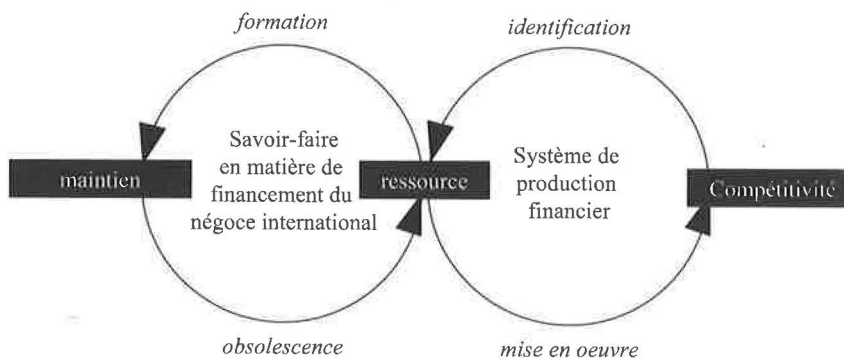 formation
identification
Savoir-faire
en matière de
financement du
négoce international
Système de
production
financier
maintien
ressource
Compétitivité
obsolescence
mise en oeuvre